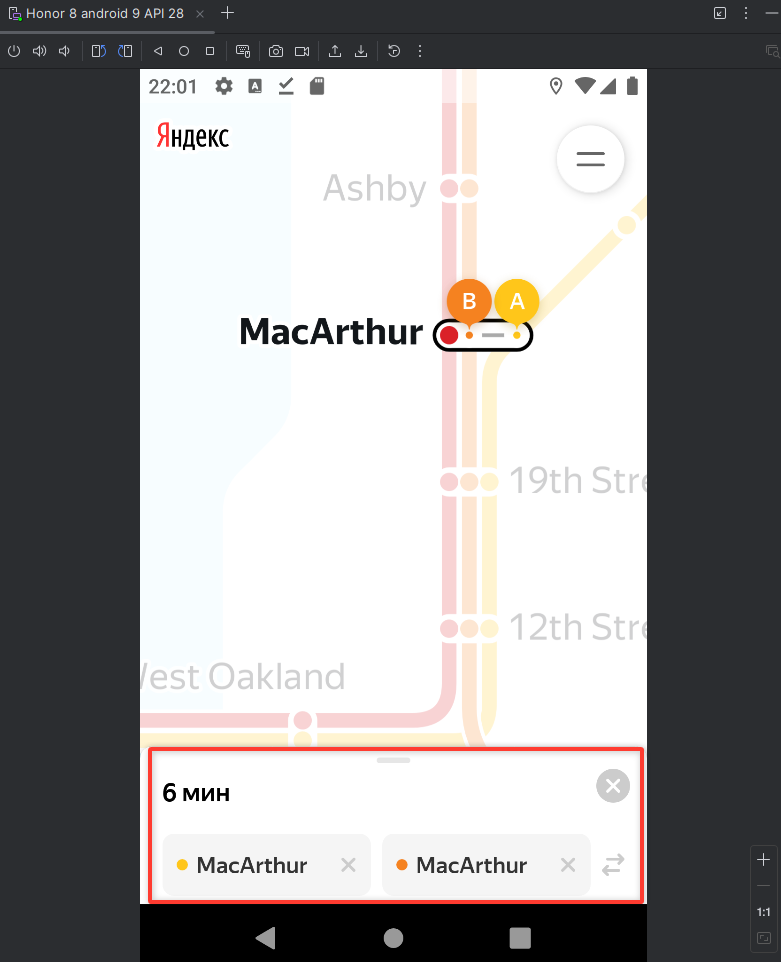 Honor 8 android 9 API 28
22:01
A
Яндекс
Ashby
B A
MacArthur
19th Stre
12th Stre
West Oakland
6 мин
MacArthur
MacArthur
1:1